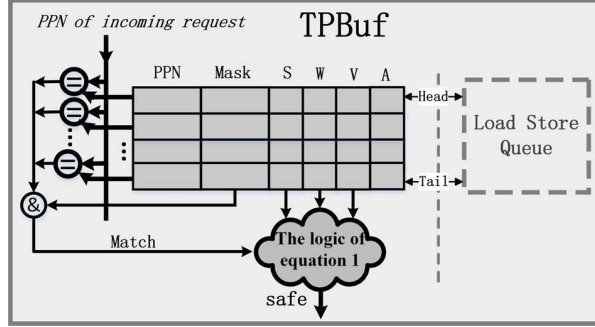 PPN of incoming request
TPBuf
PPN Mask S W V A
Head
Load Store
Queue
Tail
&
Match
The logic of
equation 1
safe